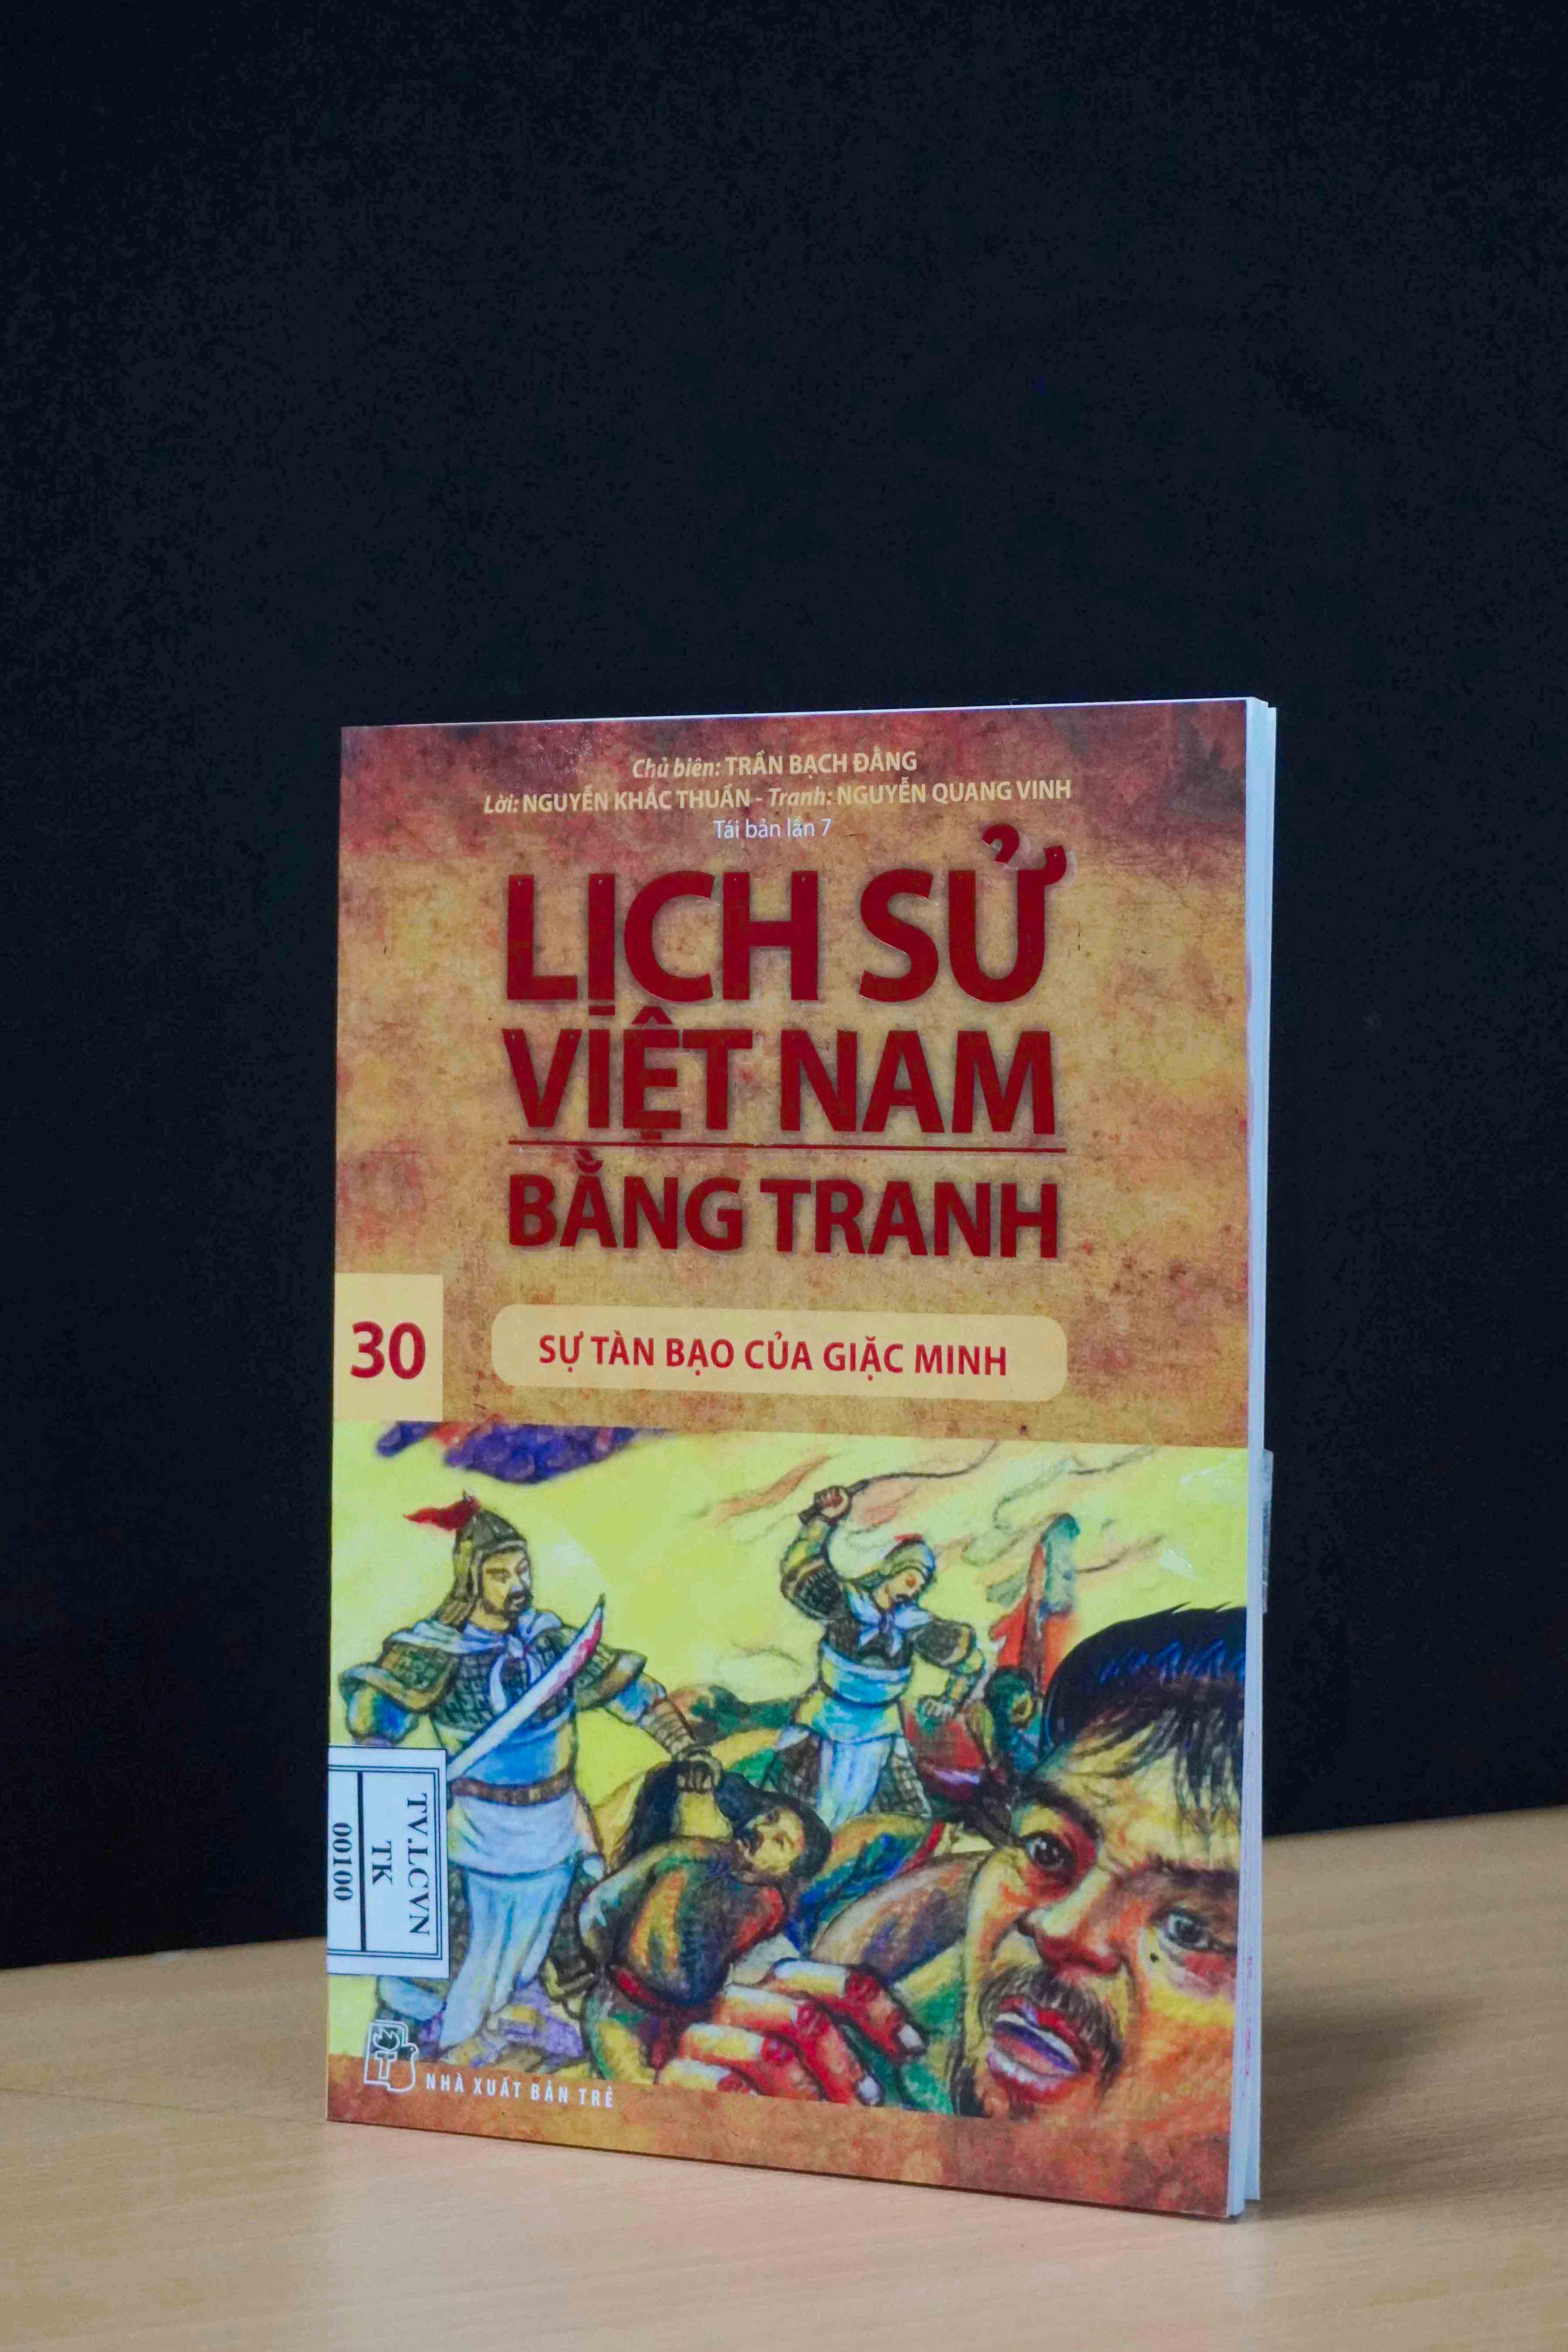 Chủ biên: TRẦN BẠCH ĐẰNG
Lời: NGUYỄN KHẮC THUẦN - Tranh: NGUYỄN QUANG VINH
Tái bản lần 7
LỊCH SỬ
VIỆT NAM
BẰNG TRANH
30
SỰ TÀN BẠO CỦA GIẶC MINH
TV.LCVN
TK
00100
NHÀ XUẤT BẢN TRẺ